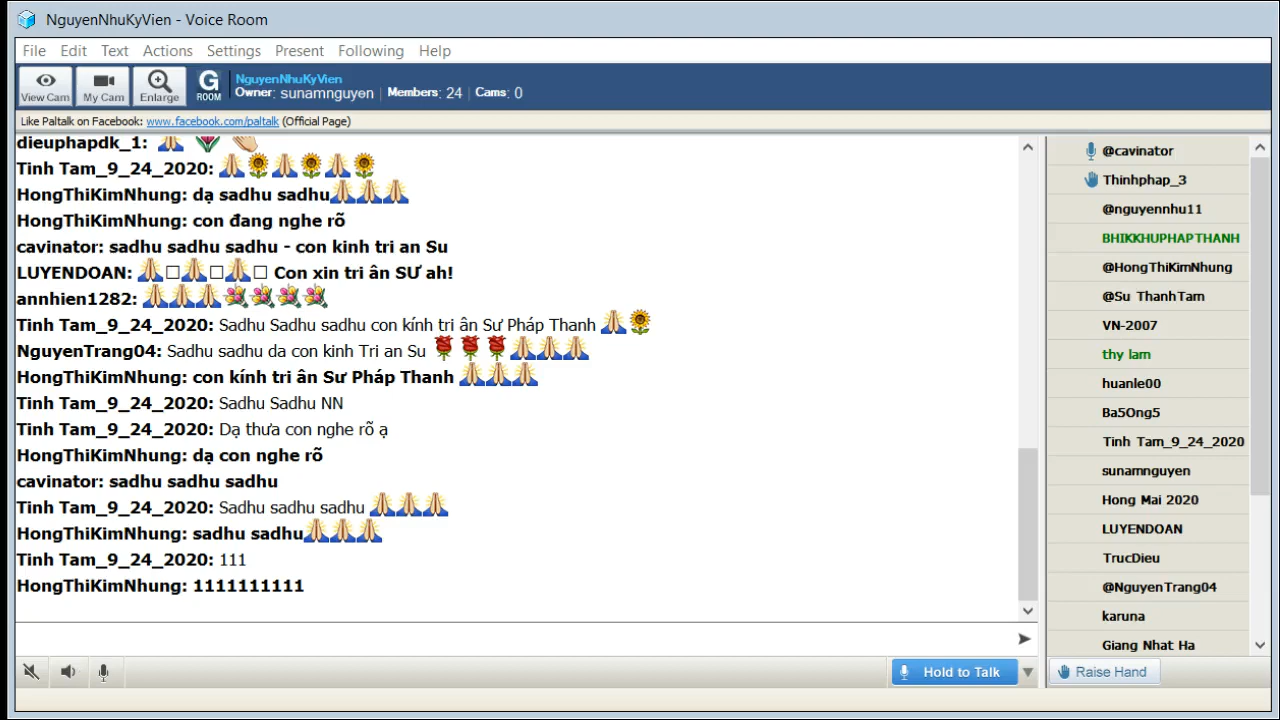 NguyenNhuKyVien - Voice Room
File Edit Text Actions Settings Present Following Help
View Cam My Cam Enlarge G ROOM NguyenNhuKyVien
Owner: sunamnguyen | Members: 24 | Cams: 0
Like Paltalk on Facebook: www.facebook.com/paltalk (Official Page)
dieuphapdk_1: 🙏 🌷 👏
Tinh Tam_9_24_2020: 🙏🌻🙏🌻🙏🌻
HongThiKimNhung: dạ sadhu sadhu🙏🙏🙏
HongThiKimNhung: con đang nghe rõ
cavinator: sadhu sadhu sadhu - con kinh tri an Su
LUYENDOAN: 🙏□🙏□🙏□ Con xin tri ân SƯ ah!
annhien1282: 🙏🙏🙏💐💐💐💐
Tinh Tam_9_24_2020: Sadhu Sadhu sadhu con kính tri ân Sư Pháp Thanh 🙏🌻
NguyenTrang04: Sadhu sadhu da con kinh Tri an Su 🌹🌹🌹🙏🙏🙏
HongThiKimNhung: con kính tri ân Sư Pháp Thanh 🙏🙏🙏
Tinh Tam_9_24_2020: Sadhu Sadhu NN
Tinh Tam_9_24_2020: Dạ thưa con nghe rõ ạ
HongThiKimNhung: dạ con nghe rõ
cavinator: sadhu sadhu sadhu
Tinh Tam_9_24_2020: Sadhu sadhu sadhu 🙏🙏🙏
HongThiKimNhung: sadhu sadhu🙏🙏🙏
Tinh Tam_9_24_2020: 111
HongThiKimNhung: 1111111111
@cavinator
Thinhphap_3
@nguyennhu11
BHIKKHUPHAPTHANH
@HongThiKimNhung
@Su ThanhTam
VN-2007
thy lam
huanle00
Ba5Ong5
Tinh Tam_9_24_2020
sunamnguyen
Hong Mai 2020
LUYENDOAN
TrucDieu
@NguyenTrang04
karuna
Giang Nhat Ha
Hold to Talk
Raise Hand